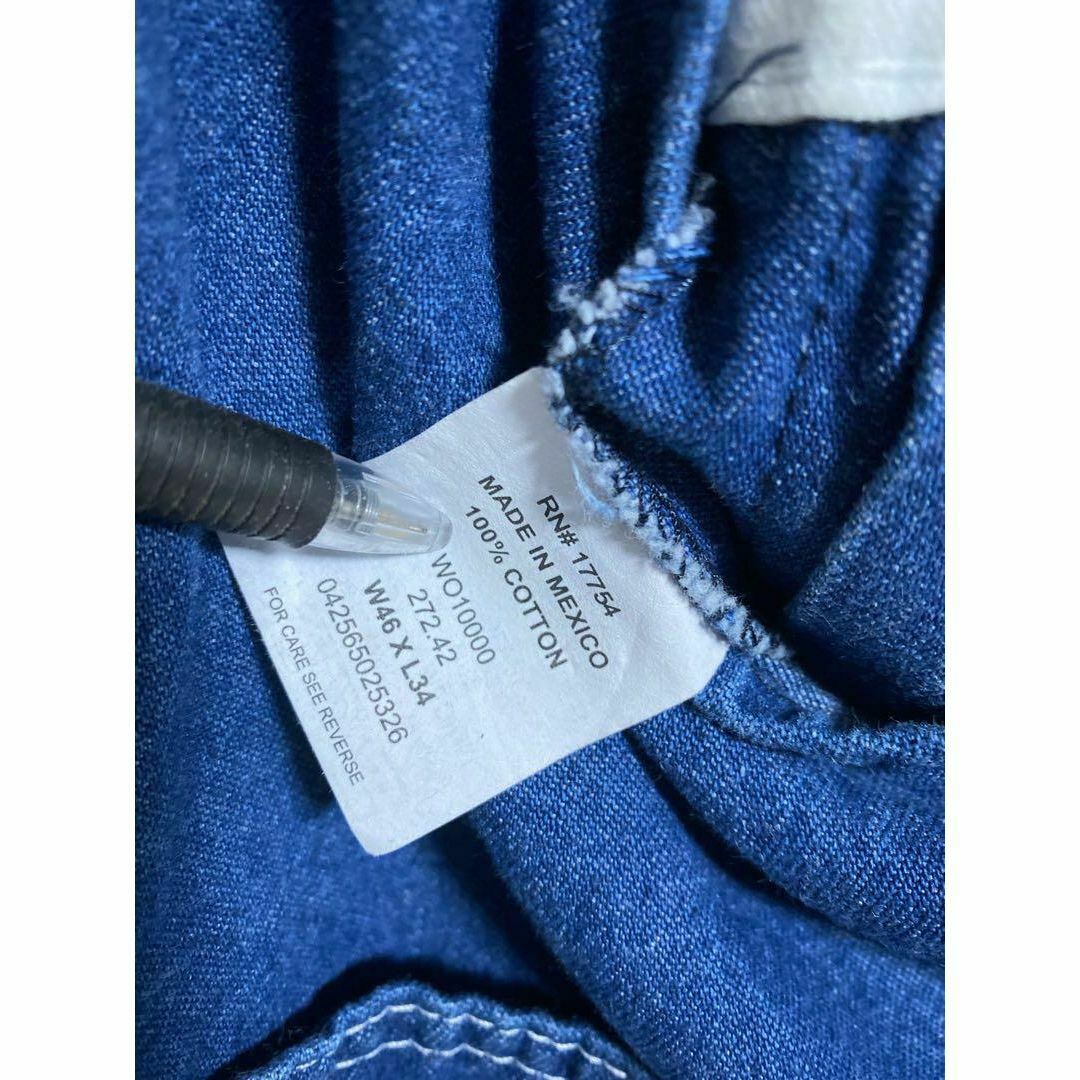 RN# 17754
MADE IN MEXICO
100% COTTON
WO10000
272.42
W46 X L34
042565025326
FOR CARE SEE REVERSE